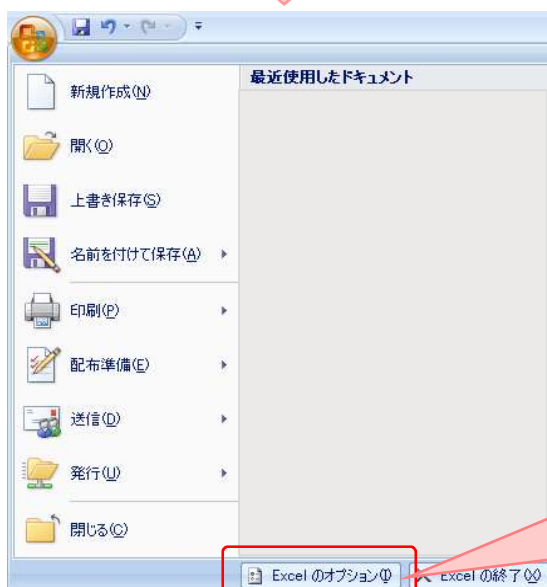 最近使用したドキュメント
新規作成(N)
開く(O)
上書き保存(S)
名前を付けて保存(A)
印刷(P)
配布準備(E)
送信(D)
発行(U)
閉じる(C)
Excel のオプション(I)
Excel の終了(X)